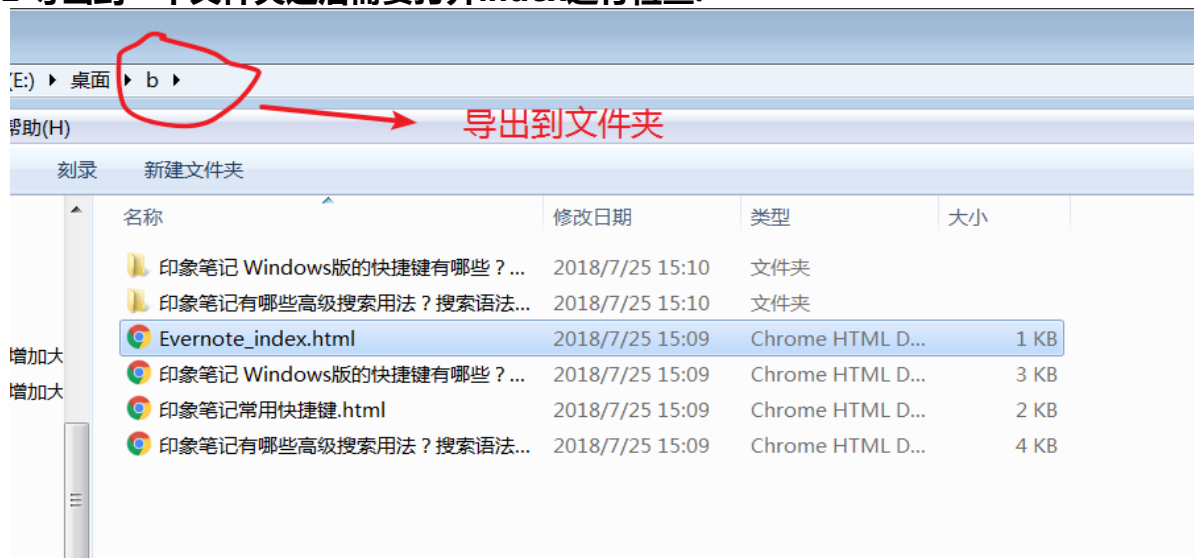 (E:) ▸ 桌面 ▸ b ▸
导出到文件夹
帮助(H)
刻录 新建文件夹
名称 修改日期 类型 大小
印象笔记 Windows版的快捷键有哪些？... 2018/7/25 15:10 文件夹
印象笔记有哪些高级搜索用法？搜索语法... 2018/7/25 15:10 文件夹
Evernote_index.html 2018/7/25 15:09 Chrome HTML D... 1 KB
增加大
印象笔记 Windows版的快捷键有哪些？... 2018/7/25 15:09 Chrome HTML D... 3 KB
增加大
印象笔记常用快捷键.html 2018/7/25 15:09 Chrome HTML D... 2 KB
印象笔记有哪些高级搜索用法？搜索语法... 2018/7/25 15:09 Chrome HTML D... 4 KB